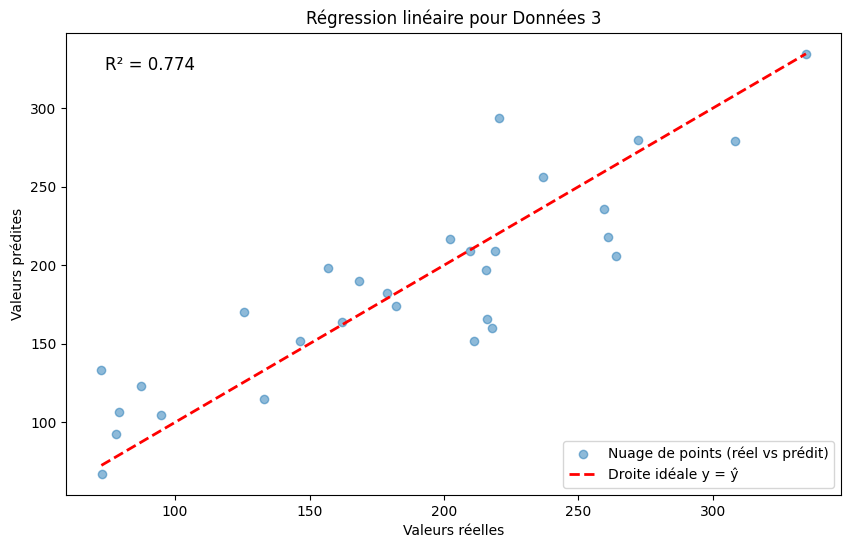 Régression linéaire pour Données 3
R² = 0.774
Valeurs prédites
300
250
200
150
100
100
150
200
250
300
Valeurs réelles
Nuage de points (réel vs prédit)
Droite idéale y = ŷ